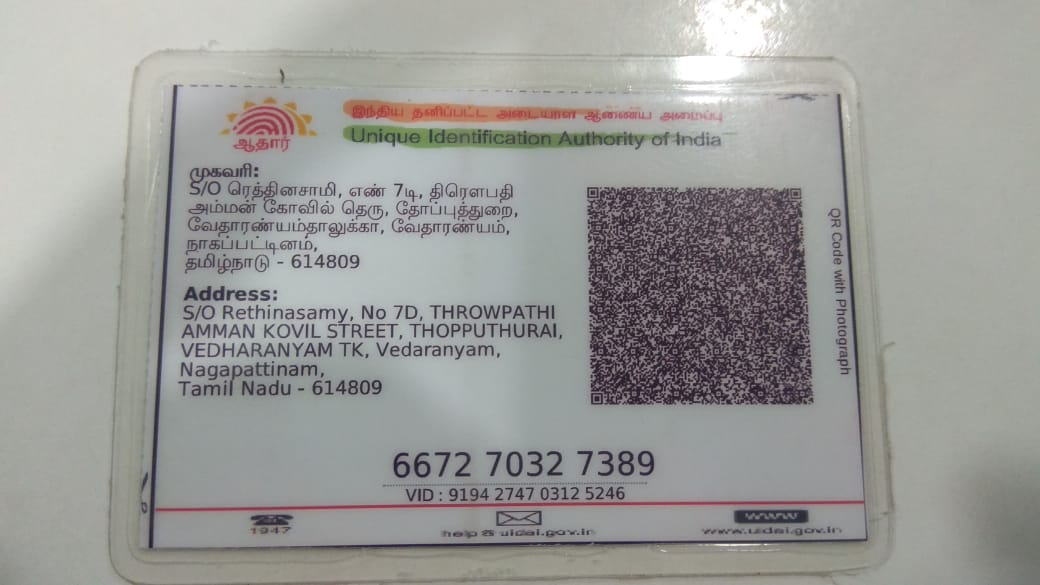 ஆதார்
இந்திய தனிப்பட்ட அடையாள ஆணைய அமைப்பு
Unique Identification Authority of India
முகவரி:
S/O ரெத்தினசாமி, எண் 7டி, திரௌபதி
அம்மன் கோவில் தெரு, தோப்புத்துறை,
வேதாரண்யம்தாலுக்கா, வேதாரண்யம்,
நாகப்பட்டினம்,
தமிழ்நாடு - 614809
Address:
S/O Rethinasamy, No 7D, THROWPATHI
AMMAN KOVIL STREET, THOPPUTHURAI,
VEDHARANYAM TK, Vedaranyam,
Nagapattinam,
Tamil Nadu - 614809
QR Code with Photograph
6672 7032 7389
VID : 9194 2747 0312 5246
1947
help@uidai.gov.in
www
www.uidai.gov.in